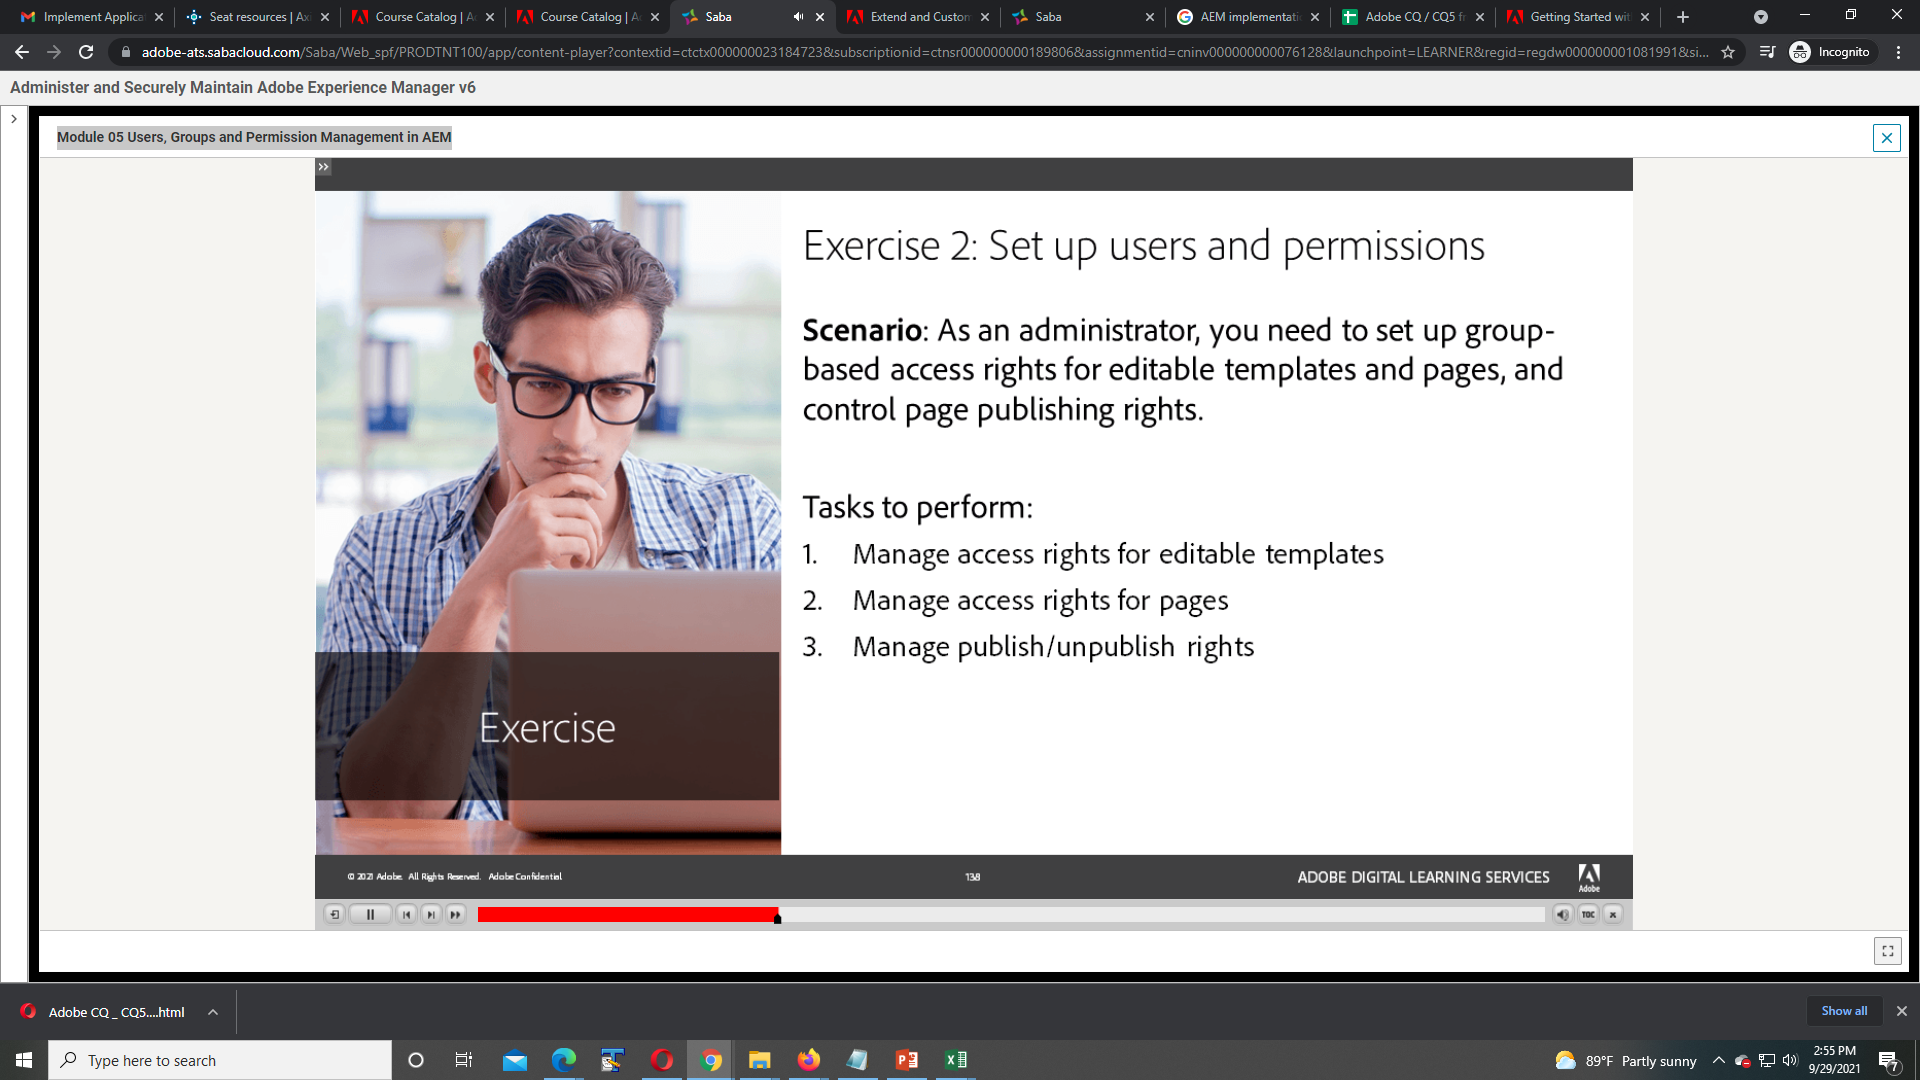 Implement Applica
Seat resources | Ax
Course Catalog | A
Course Catalog | A
Saba
Extend and Custom
Saba
AEM implementati
Adobe CQ / CQ5 f
Getting Started wit
adobe-ats.sabacloud.com/Saba/Web_spf/PRODTNT100/app/content-player?contextid=ctctx000000023184723&subscriptionid=ctnsr000000000189806&assignmentid=cninv000000000076128&launchpoint=LEARNER&regid=regdw000000001081991&si...
Incognito
Administer and Securely Maintain Adobe Experience Manager v6
Module 05 Users, Groups and Permission Management in AEM
Exercise 2: Set up users and permissions
Scenario: As an administrator, you need to set up group-
based access rights for editable templates and pages, and
control page publishing rights.
Tasks to perform:
1. Manage access rights for editable templates
2. Manage access rights for pages
3. Manage publish/unpublish rights
Exercise
© 2021 Adobe. All Rights Reserved. Adobe Confidential
138
ADOBE DIGITAL LEARNING SERVICES
Adobe
TOC
Adobe CQ _ CQ5....html
Show all
Type here to search
89°F Partly sunny
2:55 PM
9/29/2021
7